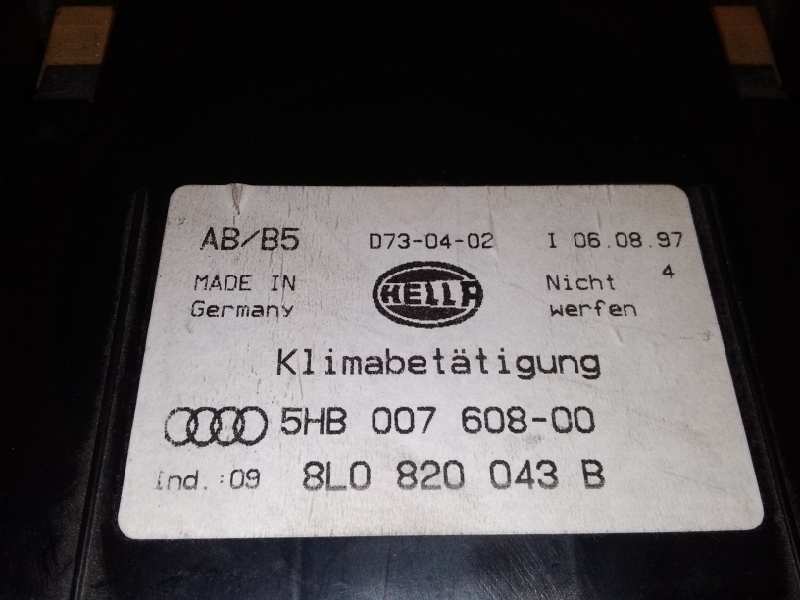 AB/B5 D73-04-02 I 06.08.97
MADE IN HELLA Nicht 4
Germany werfen
Klimabetätigung
5HB 007 608-00
ind.:09 8L0 820 043 B